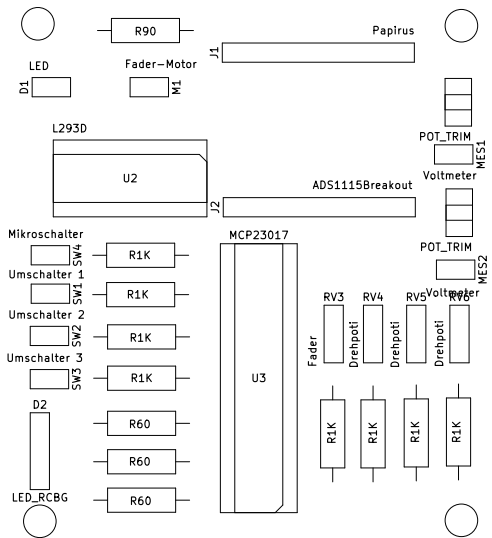 R90
Papirus
J1
LED
Fader-Motor
D1
M1
POT_TRIM
MES1
Voltmeter
L293D
U2
J2
ADS1115Breakout
Mikroschalter
SW4
R1K
MCP23017
POT_TRIM
MES2
Voltmeter
Umschalter 1
SW1
R1K
RV3
RV4
RV5
RV6
Umschalter 2
SW2
R1K
Fader
Drehpoti
Drehpoti
Drehpoti
Umschalter 3
SW3
R1K
U3
D2
R60
R1K
R1K
R1K
R1K
R60
LED_RCBG
R60